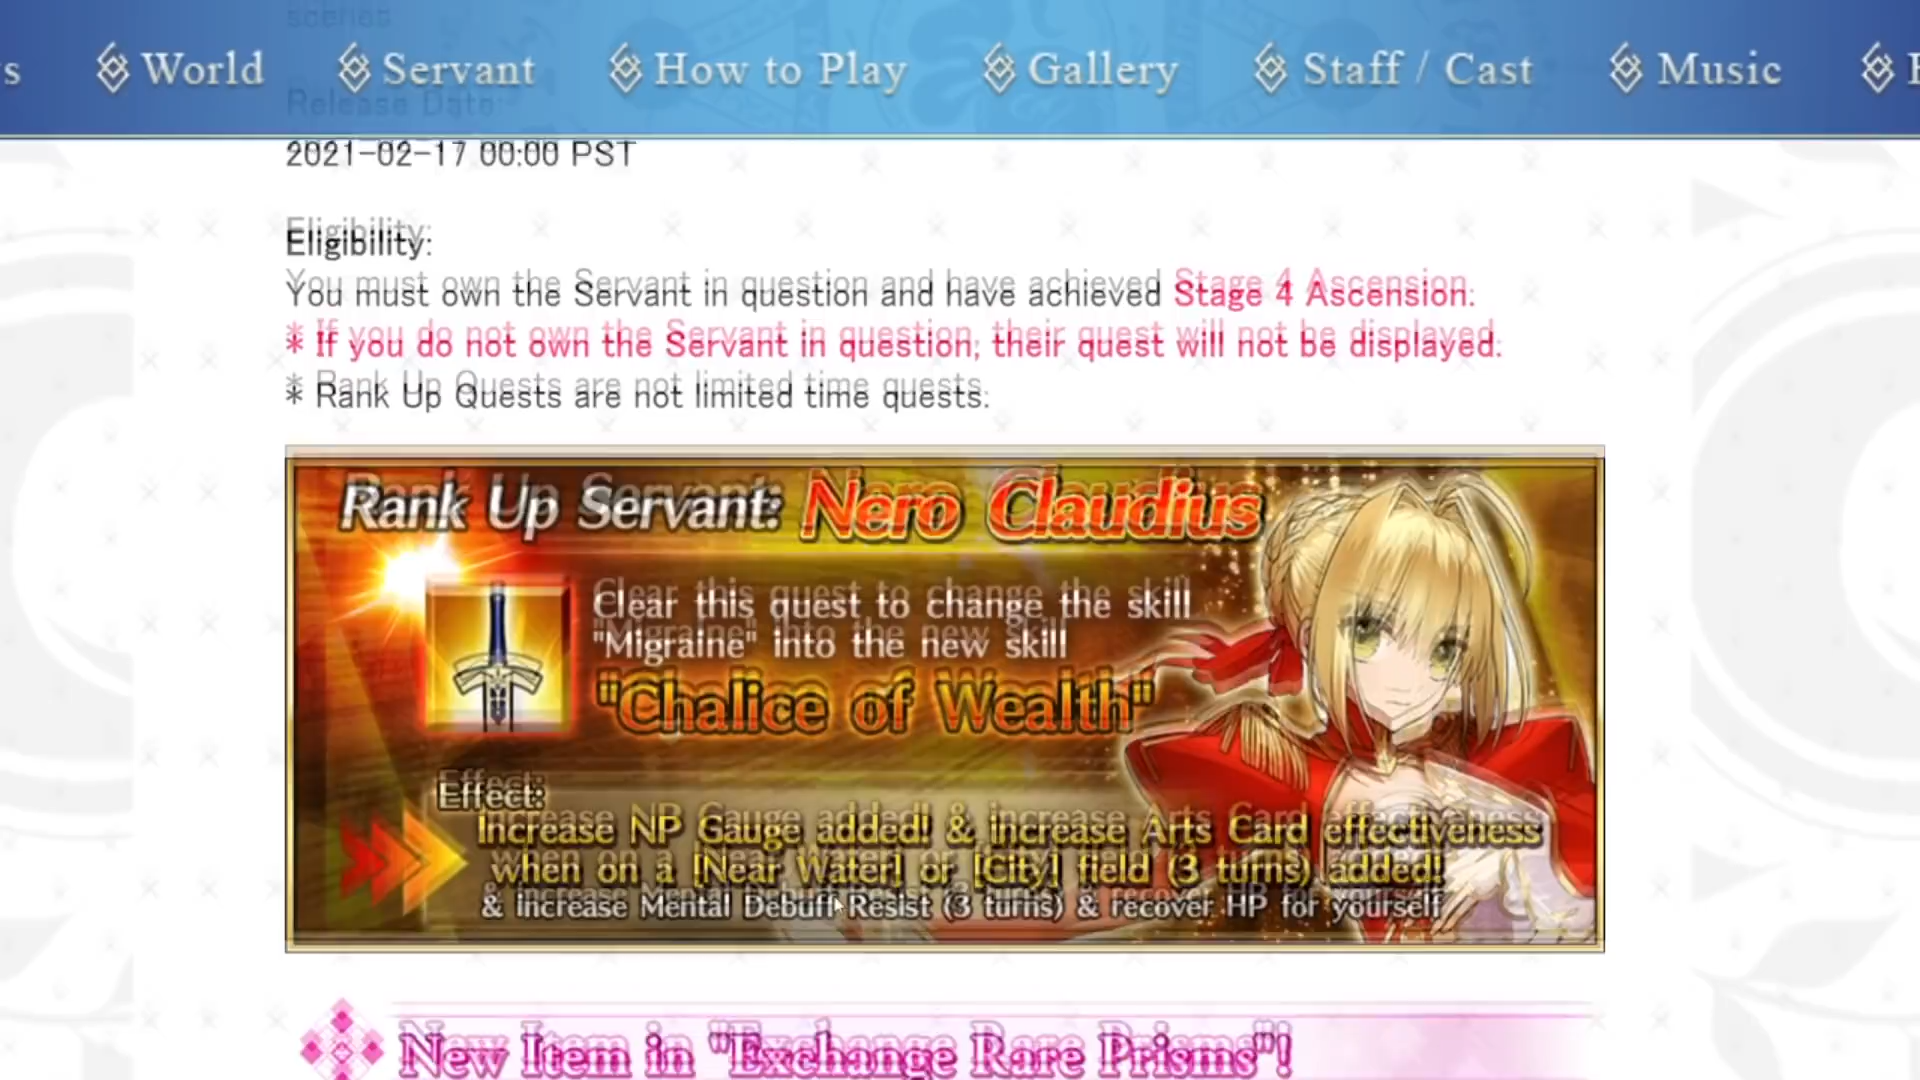 World Servant How to Play Gallery Staff / Cast Music
Release Date:
2021-02-17 00:00 PST
Eligibility:
You must own the Servant in question and have achieved Stage 4 Ascension.
* If you do not own the Servant in question, their quest will not be displayed.
* Rank Up Quests are not limited time quests.
Rank Up Servant: Nero Claudius
Clear this quest to change the skill
"Migraine" into the new skill
"Chalice of Wealth"
Effect:
Increase NP Gauge added! & increase Arts Card effectiveness
when on a [Near Water] or [City] field (3 turns) added!
& increase Mental Debuff Resist (3 turns) & recover HP for yourself
New Item in "Exchange Rare Prisms"!